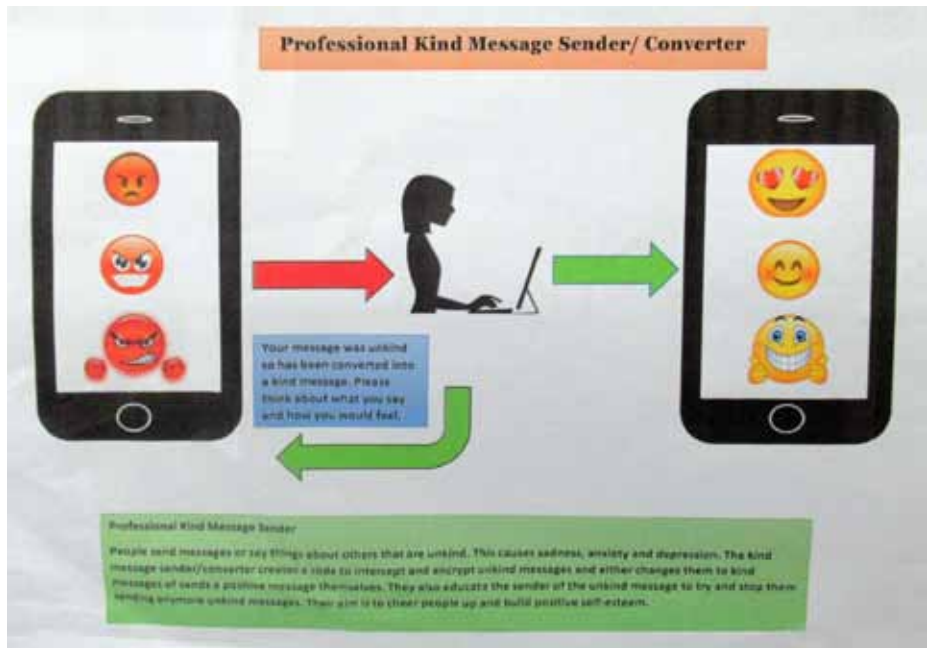 Professional Kind Message Sender/ Converter
Your message was unkind
so has been converted into
a kind message. Please
think about what you say
and how you would feel.
Professional Kind Message Sender
People send messages or say things about others that are unkind. This causes sadness, anxiety and depression. The kind
message sender/converter creates a code to intercept and encrypt unkind messages and either changes them to kind
messages of sends a positive message themselves. They also educate the sender of the unkind message to try and stop them
sending anymore unkind messages. Their aim is to cheer people up and build positive self-esteem.